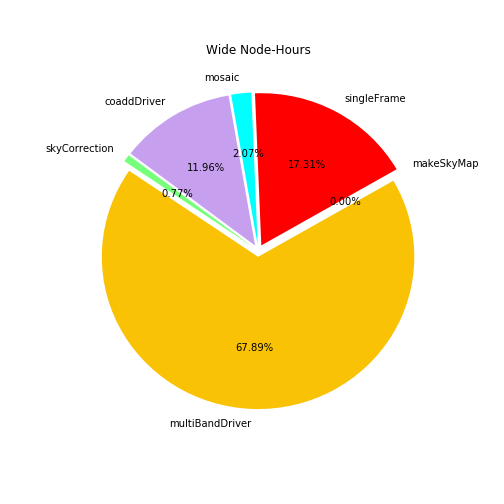 Wide Node-Hours
mosaic
singleFrame
coaddDriver
2.07%
skyCorrection
11.96%
17.31%
makeSkyMap
0.77%
0.00%
67.89%
multiBandDriver